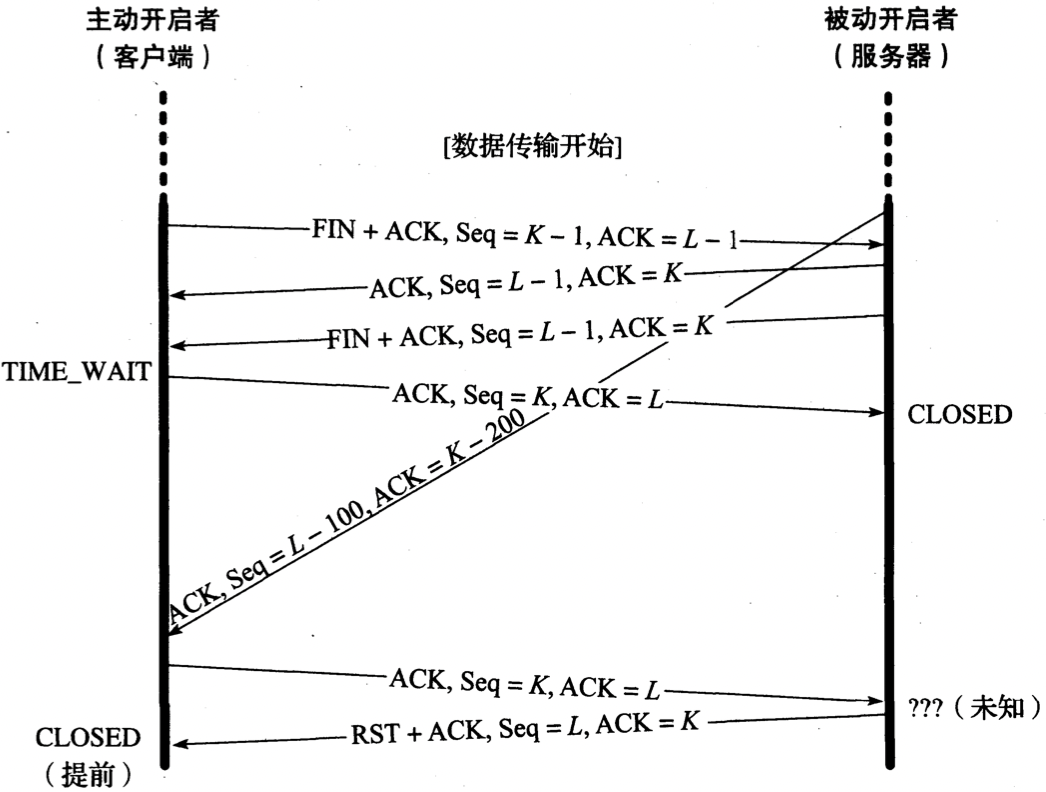 主动开启者
（客户端）
被动开启者
（服务器）
[数据传输开始]
FIN + ACK, Seq = K − 1, ACK = L − 1
ACK, Seq = L − 1, ACK = K
FIN + ACK, Seq = L − 1, ACK = K
TIME_WAIT
ACK, Seq = K, ACK = L
CLOSED
ACK, Seq = L − 100, ACK = K − 200
ACK, Seq = K, ACK = L
???（未知）
RST + ACK, Seq = L, ACK = K
CLOSED
（提前）